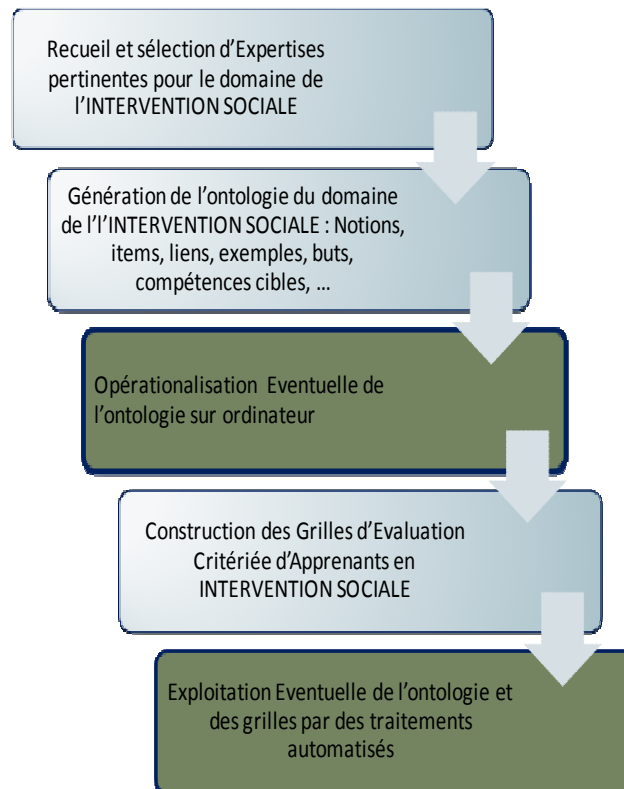 Recueil et sélection d'Expertises
pertinentes pour le domaine de
l'INTERVENTION SOCIALE
Génération de l'ontologie du domaine
de l'l'INTERVENTION SOCIALE : Notions,
items, liens, exemples, buts,
compétences cibles, ...
Opérationalisation Eventuelle de
l'ontologie sur ordinateur
Construction des Grilles d'Evaluation
Critériée d'Apprenants en
INTERVENTION SOCIALE
Exploitation Eventuelle de l'ontologie et
des grilles par des traitements
automatisés